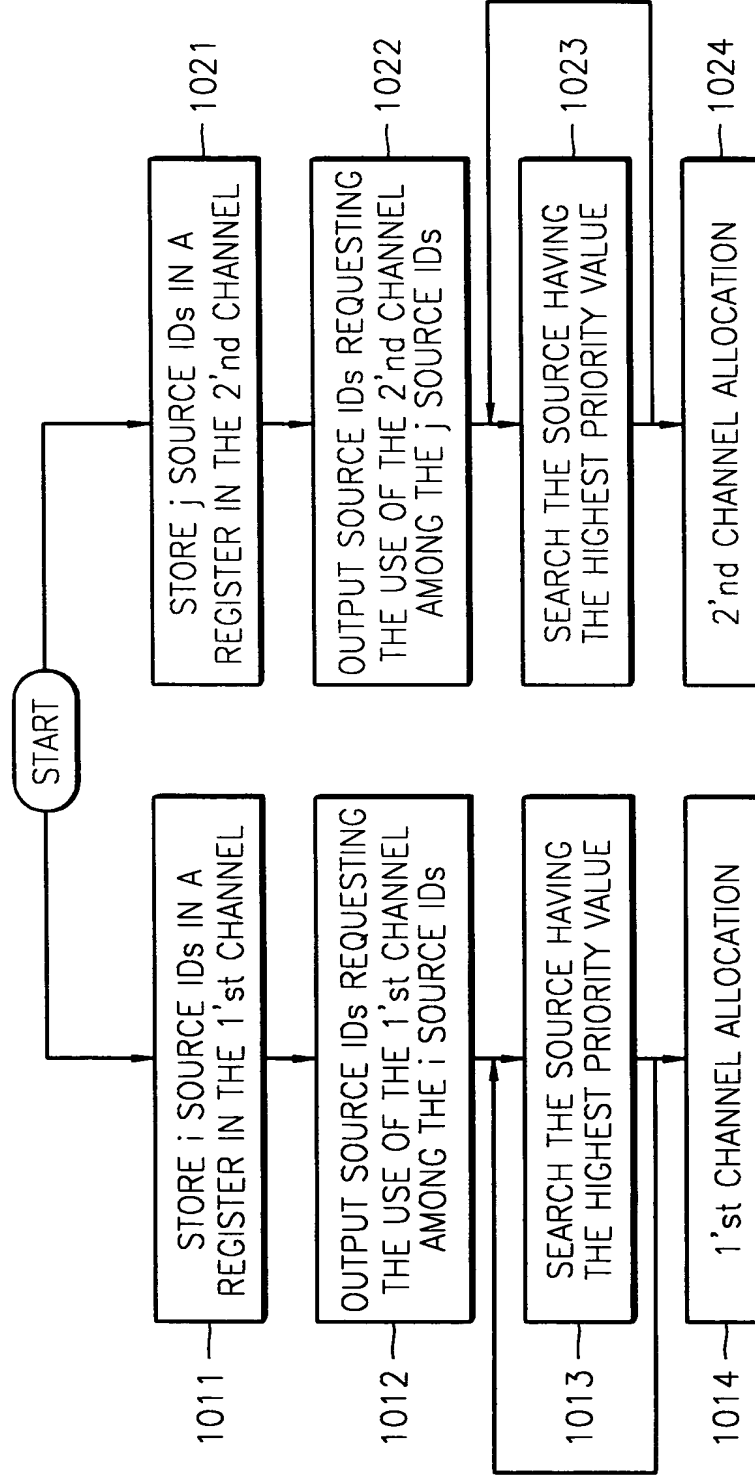 START
1011
STORE i SOURCE IDs IN A
REGISTER IN THE 1'st CHANNEL
1012
OUTPUT SOURCE IDs REQUESTING
THE USE OF THE 1'st CHANNEL
AMONG THE i SOURCE IDs
1013
SEARCH THE SOURCE HAVING
THE HIGHEST PRIORITY VALUE
1014
1'st CHANNEL ALLOCATION
STORE j SOURCE IDs IN A
REGISTER IN THE 2'nd CHANNEL
1021
OUTPUT SOURCE IDs REQUESTING
THE USE OF THE 2'nd CHANNEL
AMONG THE j SOURCE IDs
1022
SEARCH THE SOURCE HAVING
THE HIGHEST PRIORITY VALUE
1023
2'nd CHANNEL ALLOCATION
1024